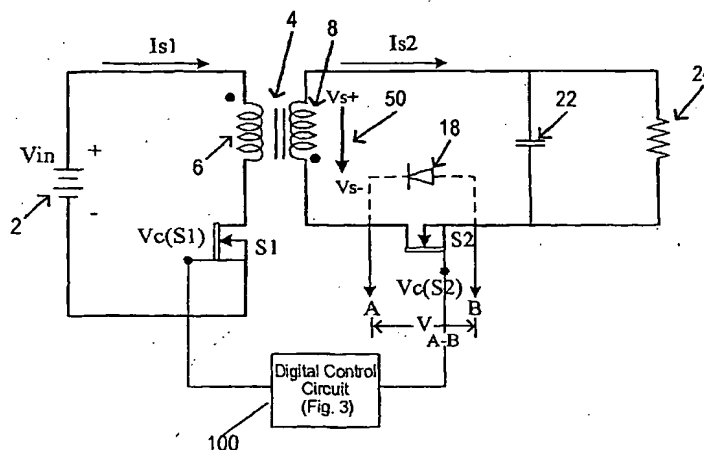 4
8
Is1
Is2
Vs+
50
22
18
Vin
+
6
2
-
Vs-
Vc(S1)
S1
S2
Vc(S2)
A
B
V
A-B
Digital Control
Circuit
(Fig. 3)
100